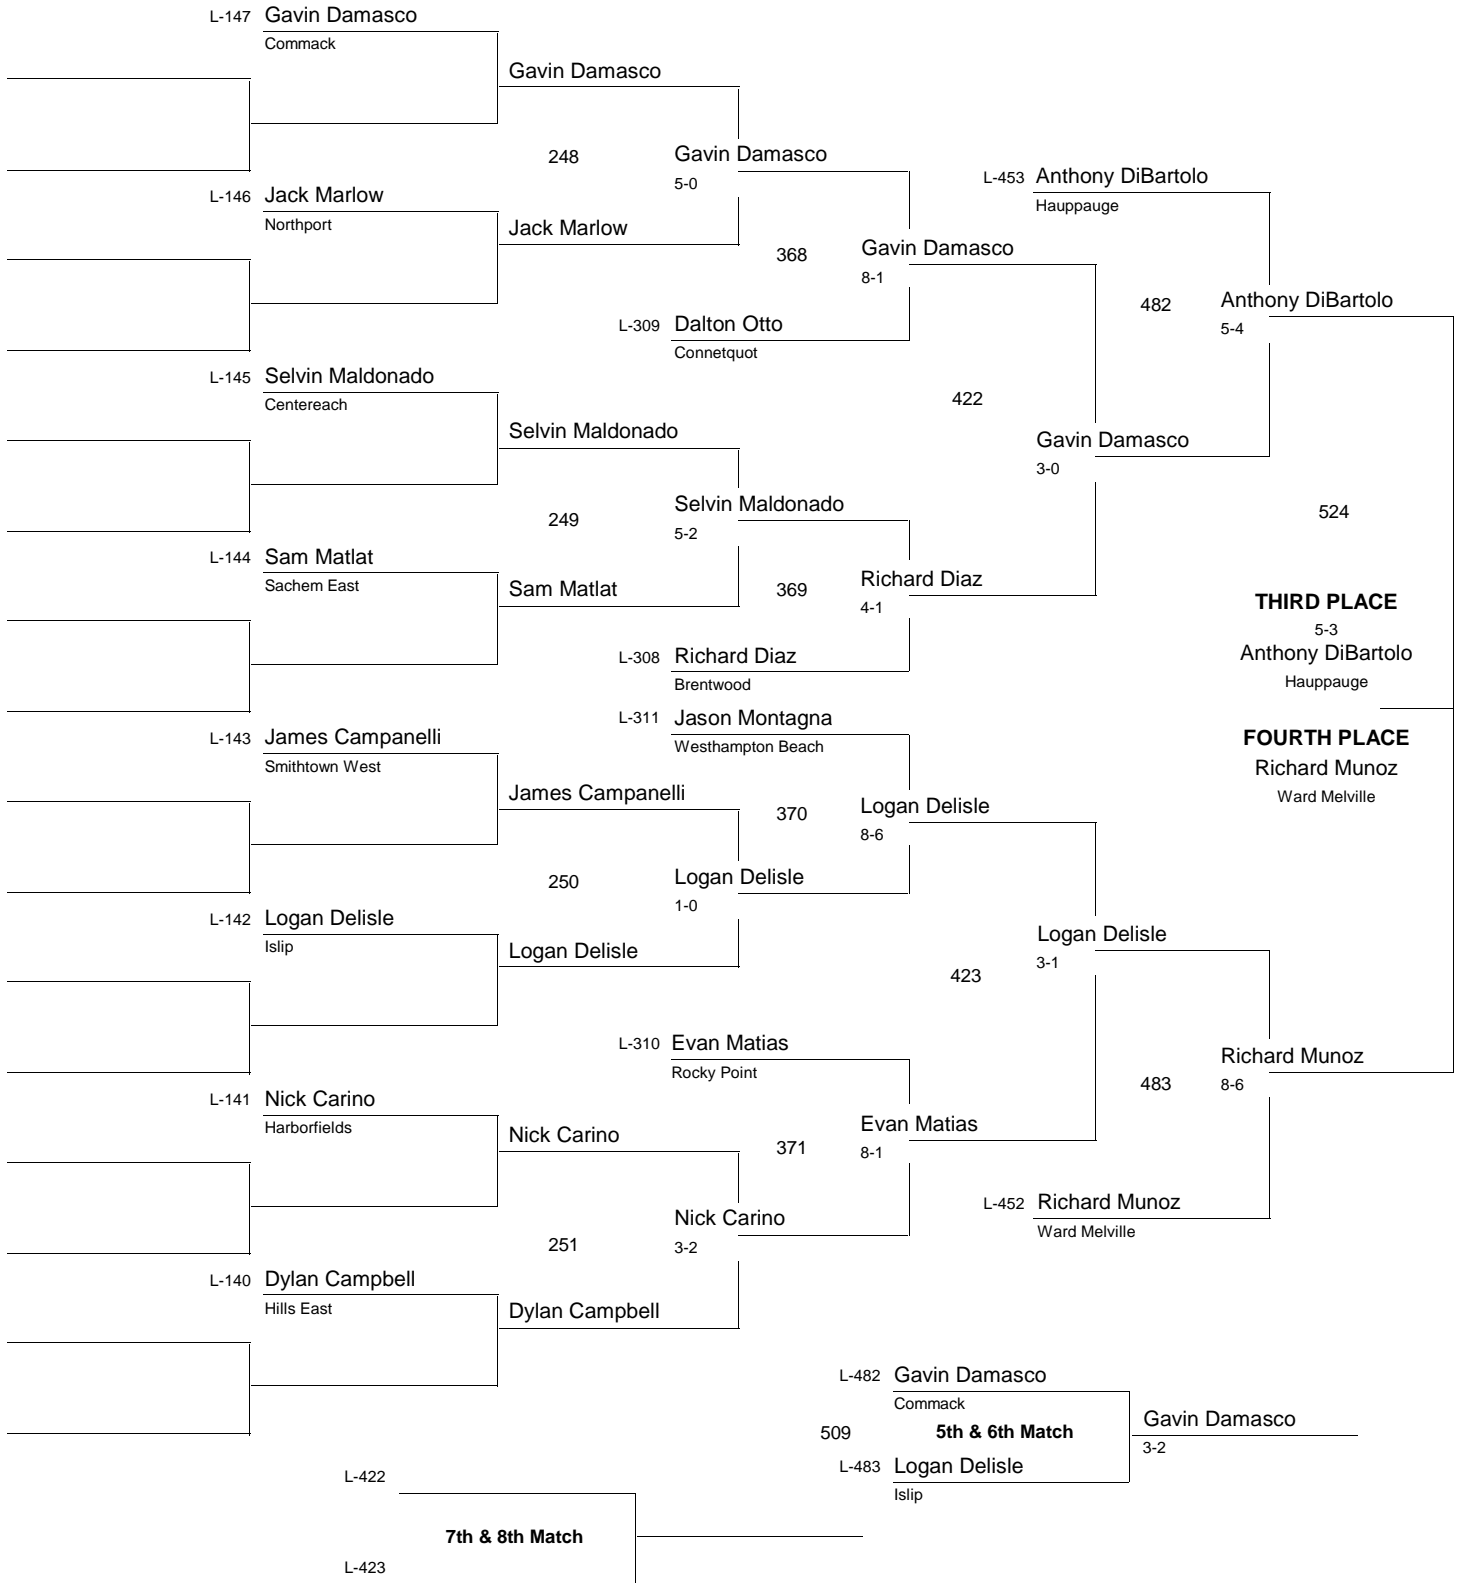 L-147 Gavin Damasco
Commack
Gavin Damasco
248
Gavin Damasco
5-0
L-146 Jack Marlow
Northport
Jack Marlow
368
Gavin Damasco
8-1
L-309 Dalton Otto
Connetquot
L-453 Anthony DiBartolo
Hauppauge
482
Anthony DiBartolo
5-4
L-145 Selvin Maldonado
Centereach
Selvin Maldonado
422
Gavin Damasco
3-0
249
Selvin Maldonado
5-2
524
L-144 Sam Matlat
Sachem East
Sam Matlat
369
Richard Diaz
4-1
L-308 Richard Diaz
Brentwood
THIRD PLACE
5-3
Anthony DiBartolo
Hauppauge
FOURTH PLACE
Richard Munoz
Ward Melville
L-311 Jason Montagna
Westhampton Beach
L-143 James Campanelli
Smithtown West
James Campanelli
370
Logan Delisle
8-6
250
Logan Delisle
1-0
L-142 Logan Delisle
Islip
Logan Delisle
423
Logan Delisle
3-1
L-310 Evan Matias
Rocky Point
483
Richard Munoz
8-6
L-141 Nick Carino
Harborfields
Nick Carino
371
Evan Matias
8-1
L-452 Richard Munoz
Ward Melville
251
Nick Carino
3-2
L-140 Dylan Campbell
Hills East
Dylan Campbell
L-482 Gavin Damasco
Commack
509
5th & 6th Match
Gavin Damasco
3-2
L-483 Logan Delisle
Islip
L-422
7th & 8th Match
L-423